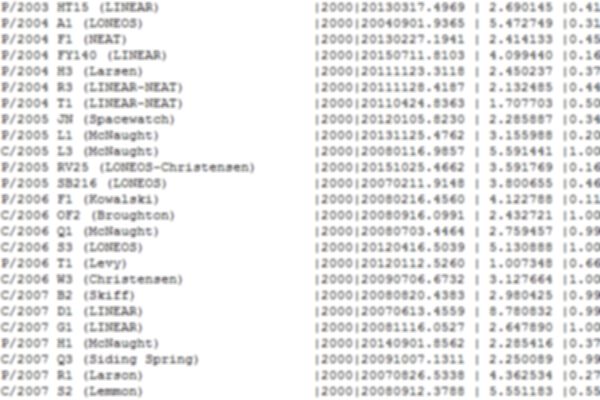 P/2003 HT15 (LINEAR) |2000|20130317.4969 | 2.690145 |0.41
P/2004 A1 (LONEOS) |2000|20040901.9365 | 5.472749 |0.31
P/2004 F1 (NEAT) |2000|20130227.1941 | 2.414133 |0.45
P/2004 FY140 (LINEAR) |2000|20150711.8103 | 4.099440 |0.16
P/2004 H3 (Larsen) |2000|20111123.3118 | 2.450237 |0.37
P/2004 R3 (LINEAR-NEAT) |2000|20111128.4187 | 2.132485 |0.44
P/2004 T1 (LINEAR-NEAT) |2000|20110424.8363 | 1.707703 |0.50
P/2005 JN (Spacewatch) |2000|20120105.8230 | 2.285887 |0.34
P/2005 L1 (McNaught) |2000|20131125.4762 | 3.155988 |0.20
C/2005 L3 (McNaught) |2000|20080116.9857 | 5.591441 |1.00
P/2005 RV25 (LONEOS-Christensen) |2000|20151025.4662 | 3.591769 |0.16
P/2005 SB216 (LONEOS) |2000|20070211.9148 | 3.800655 |0.46
P/2006 F1 (Kowalski) |2000|20080216.4560 | 4.122788 |0.11
C/2006 OF2 (Broughton) |2000|20080916.0991 | 2.432721 |1.00
C/2006 Q1 (McNaught) |2000|20080703.4464 | 2.759457 |0.99
C/2006 S3 (LONEOS) |2000|20120416.5039 | 5.130888 |1.00
P/2006 T1 (Levy) |2000|20120112.5260 | 1.007348 |0.66
C/2006 W3 (Christensen) |2000|20090706.6732 | 3.127664 |1.00
C/2007 B2 (Skiff) |2000|20080820.4383 | 2.980425 |0.99
C/2007 D1 (LINEAR) |2000|20070613.4559 | 8.780832 |0.99
C/2007 G1 (LINEAR) |2000|20081116.0527 | 2.647890 |1.00
P/2007 H1 (McNaught) |2000|20140901.8562 | 2.285416 |0.37
C/2007 Q3 (Siding Spring) |2000|20091007.1311 | 2.250089 |0.99
P/2007 R1 (Larson) |2000|20070826.5338 | 4.362534 |0.27
C/2007 S2 (Lemmon) |2000|20080912.3788 | 5.551183 |0.55